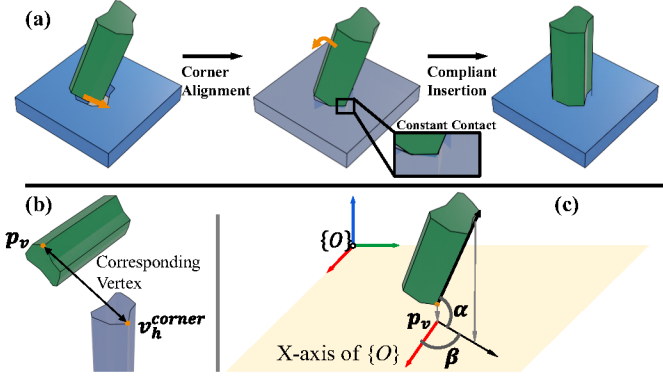 (a)
Corner
Alignment
Compliant
Insertion
Constant Contact
(b)
p_v
Corresponding
Vertex
v_h^corner
(c)
{O}
p_v
α
β
X-axis of {O}